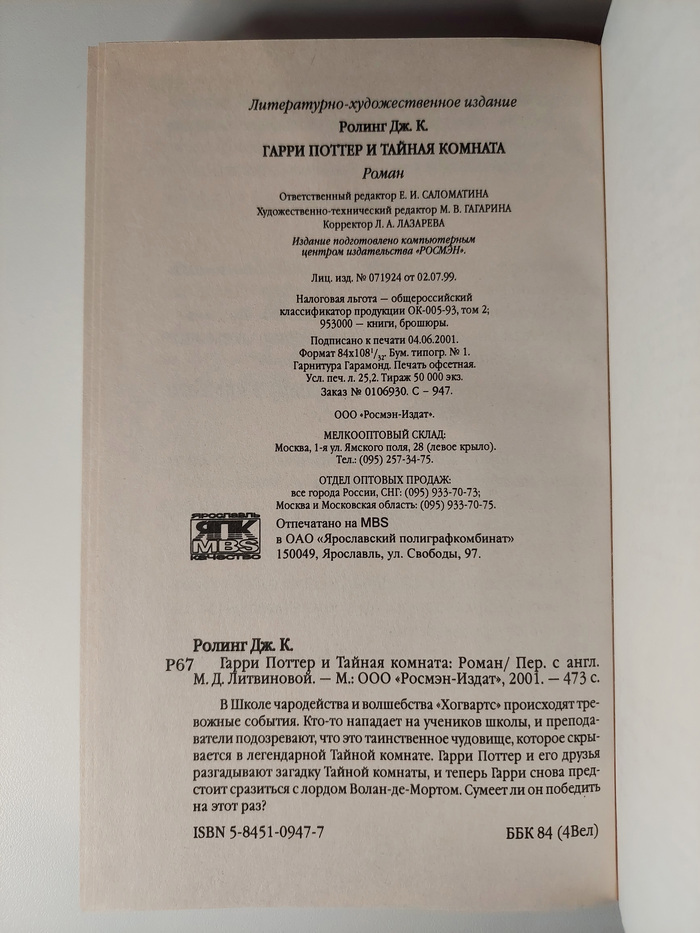 Литературно-художественное издание
Ролинг Дж. К.
ГАРРИ ПОТТЕР И ТАЙНАЯ КОМНАТА
Роман
Ответственный редактор Е. И. САЛОМАТИНА
Художественно-технический редактор М. В. ГАГАРИНА
Корректор Л. А. ЛАЗАРЕВА
Издание подготовлено компьютерным
центром издательства «РОСМЭН».
Лиц. изд. № 071924 от 02.07.99.
Налоговая льгота — общероссийский
классификатор продукции ОК-005-93, том 2;
953000 — книги, брошюры.
Подписано к печати 04.06.2001.
Формат 84х108¹/₃₂. Бум. типогр. № 1.
Гарнитура Гарамонд. Печать офсетная.
Усл. печ. л. 25,2. Тираж 50 000 экз.
Заказ № 0106930. С – 947.
ООО «Росмэн-Издат».
МЕЛКООПТОВЫЙ СКЛАД:
Москва, 1-я ул. Ямского поля, 28 (левое крыло).
Тел.: (095) 257-34-75.
ОТДЕЛ ОПТОВЫХ ПРОДАЖ:
все города России, СНГ: (095) 933-70-73;
Москва и Московская область: (095) 933-70-75.
ЯРОСЛАВЛЬ
ЯПК
MBS
КАЧЕСТВО
Отпечатано на MBS
в ОАО «Ярославский полиграфкомбинат»
150049, Ярославль, ул. Свободы, 97.
Ролинг Дж. К.
Р67 Гарри Поттер и Тайная комната: Роман/ Пер. с англ.
М. Д. Литвиновой. — М.: ООО «Росмэн-Издат», 2001. — 473 с.
В Школе чародейства и волшебства «Хогвартс» происходят тре-
вожные события. Кто-то нападает на учеников школы, и препода-
ватели подозревают, что это таинственное чудовище, которое скры-
вается в легендарной Тайной комнате. Гарри Поттер и его друзья
разгадывают загадку Тайной комнаты, и теперь Гарри снова пред-
стоит сразиться с лордом Волан-де-Мортом. Сумеет ли он победить
на этот раз?
ISBN 5-8451-0947-7
ББК 84 (4Вел)